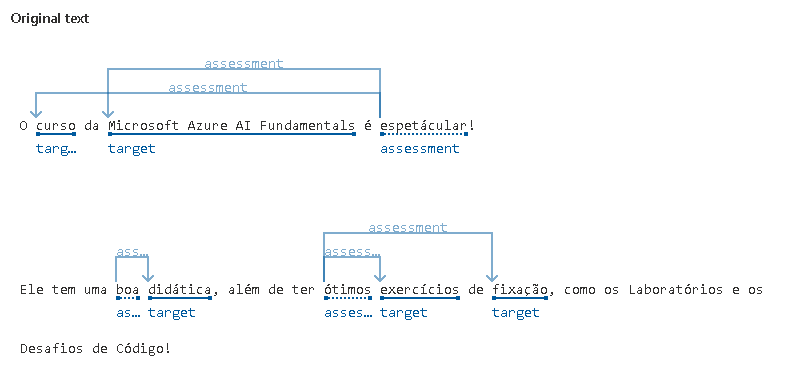 Original text
assessment
assessment
O curso da Microsoft Azure AI Fundamentals é espetácular!
targ… target assessment
assessment
ass… assess…
Ele tem uma boa didática, além de ter ótimos exercícios de fixação, como os Laboratórios e os
as… target asses… target target
Desafios de Código!